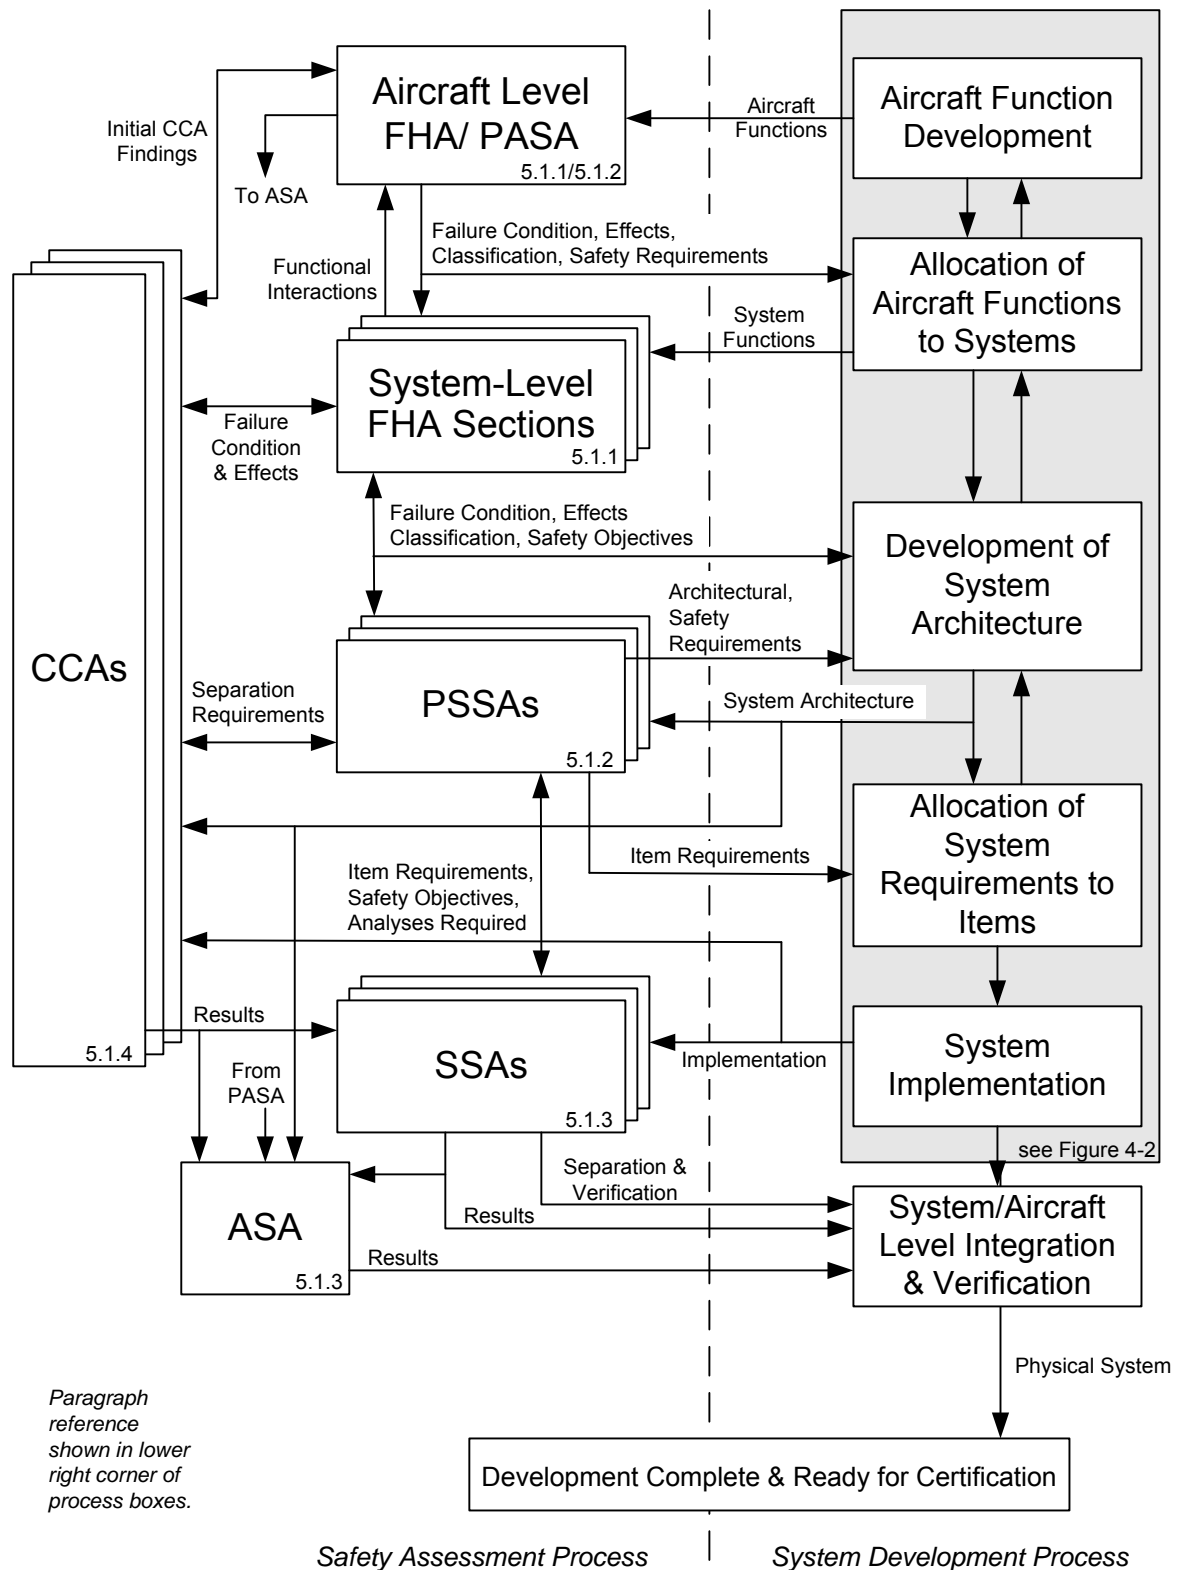 Aircraft Level
FHA/ PASA
5.1.1/5.1.2
Aircraft
Functions
Aircraft Function
Development
Initial CCA
Findings
To ASA
Failure Condition, Effects,
Classification, Safety Requirements
Functional
Interactions
System
Functions
Allocation of
Aircraft Functions
to Systems
System-Level
FHA Sections
5.1.1
Failure
Condition
& Effects
Failure Condition, Effects
Classification, Safety Objectives
Development of
System
Architecture
Architectural,
Safety
Requirements
CCAs
5.1.4
Separation
Requirements
PSSAs
5.1.2
System Architecture
Allocation of
System
Requirements to
Items
Item Requirements
Item Requirements,
Safety Objectives,
Analyses Required
Results
SSAs
5.1.3
Implementation
System
Implementation
see Figure 4-2
From
PASA
Separation &
Verification
Results
ASA
5.1.3
Results
System/Aircraft
Level Integration
& Verification
Physical System
Paragraph
reference
shown in lower
right corner of
process boxes.
Development Complete & Ready for Certification
Safety Assessment Process
System Development Process